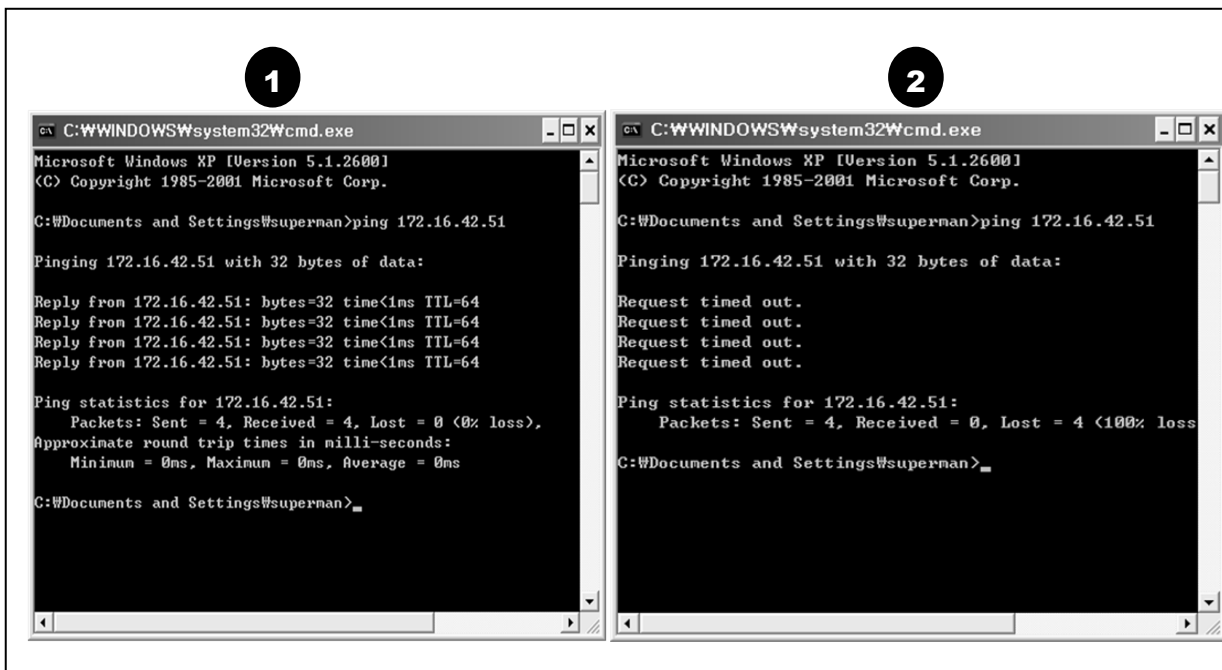 1
C:₩WINDOWS₩system32₩cmd.exe
Microsoft Windows XP [Version 5.1.2600]
(C) Copyright 1985-2001 Microsoft Corp.
C:₩Documents and Settings₩superman>ping 172.16.42.51
Pinging 172.16.42.51 with 32 bytes of data:
Reply from 172.16.42.51: bytes=32 time<1ms TTL=64
Reply from 172.16.42.51: bytes=32 time<1ms TTL=64
Reply from 172.16.42.51: bytes=32 time<1ms TTL=64
Reply from 172.16.42.51: bytes=32 time<1ms TTL=64
Ping statistics for 172.16.42.51:
Packets: Sent = 4, Received = 4, Lost = 0 (0% loss),
Approximate round trip times in milli-seconds:
Minimum = 0ms, Maximum = 0ms, Average = 0ms
C:₩Documents and Settings₩superman>_
2
C:₩WINDOWS₩system32₩cmd.exe
Microsoft Windows XP [Version 5.1.2600]
(C) Copyright 1985-2001 Microsoft Corp.
C:₩Documents and Settings₩superman>ping 172.16.42.51
Pinging 172.16.42.51 with 32 bytes of data:
Request timed out.
Request timed out.
Request timed out.
Request timed out.
Ping statistics for 172.16.42.51:
Packets: Sent = 4, Received = 0, Lost = 4 (100% loss
C:₩Documents and Settings₩superman>_